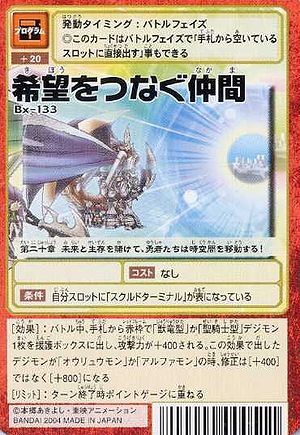 プログラム
+20
発動タイミング：バトルフェイズ
◎このカードはバトルフェイズで「手札から空いている
スロットに直接出す」事もできる
きぼう
なかま
希望をつなぐ仲間
Bx-133
第二十章 未来と生存を賭けて、勇者たちは時空間を移動する！
コスト なし
条件 自分スロットに「スクルドターミナル」が表になっている
[効果]：バトル中、手札から赤枠で「獣竜型」か「聖騎士型」デジモン
1枚を援護ボックスに出し、攻撃力が＋400される。この効果で出した
デジモンが「オウリュウモン」か「アルファモン」の時、修正は[＋400]
ではなく[＋800]になる
[リミット]：ターン終了時ポイントゲージに重ねる
©本郷あきよし・東映アニメーション
BANDAI 2004 MADE IN JAPAN